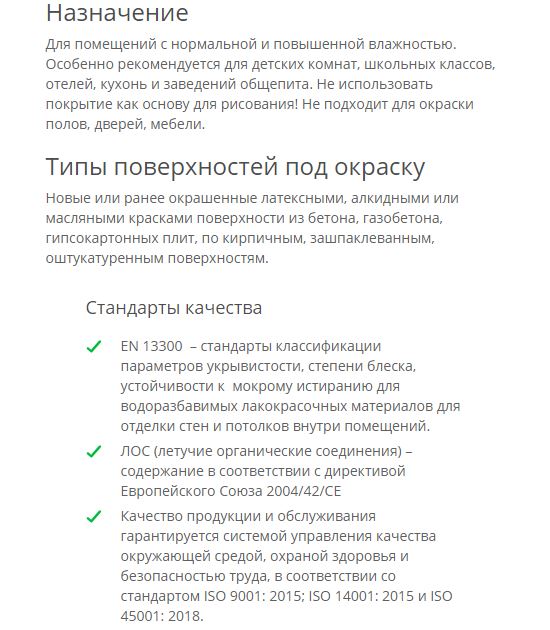 Назначение
Для помещений с нормальной и повышенной влажностью.
Особенно рекомендуется для детских комнат, школьных классов,
отелей, кухонь и заведений общепита. Не использовать
покрытие как основу для рисования! Не подходит для окраски
полов, дверей, мебели.
Типы поверхностей под окраску
Новые или ранее окрашенные латексными, алкидными или
масляными красками поверхности из бетона, газобетона,
гипсокартонных плит, по кирпичным, зашпаклеванным,
оштукатуренным поверхностям.
Стандарты качества
EN 13300 – стандарты классификации
параметров укрывистости, степени блеска,
устойчивости к мокрому истиранию для
водоразбавимых лакокрасочных материалов для
отделки стен и потолков внутри помещений.
ЛОС (летучие органические соединения) –
содержание в соответствии с директивой
Европейского Союза 2004/42/CE
Качество продукции и обслуживания
гарантируется системой управления качества
окружающей средой, охраной здоровья и
безопасностью труда, в соответствии со
стандартом ISO 9001: 2015; ISO 14001: 2015 и ISO
45001: 2018.